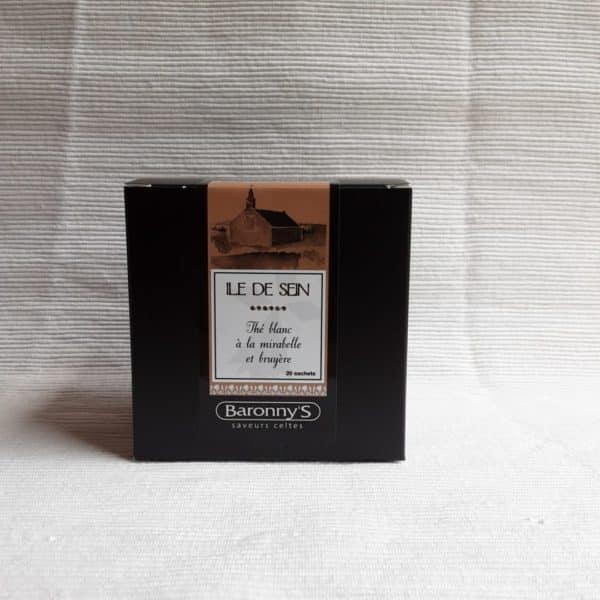 ILE DE SEIN
Thé blanc
à la mirabelle
et bruyère
20 sachets
Baronny'S
saveurs celtes